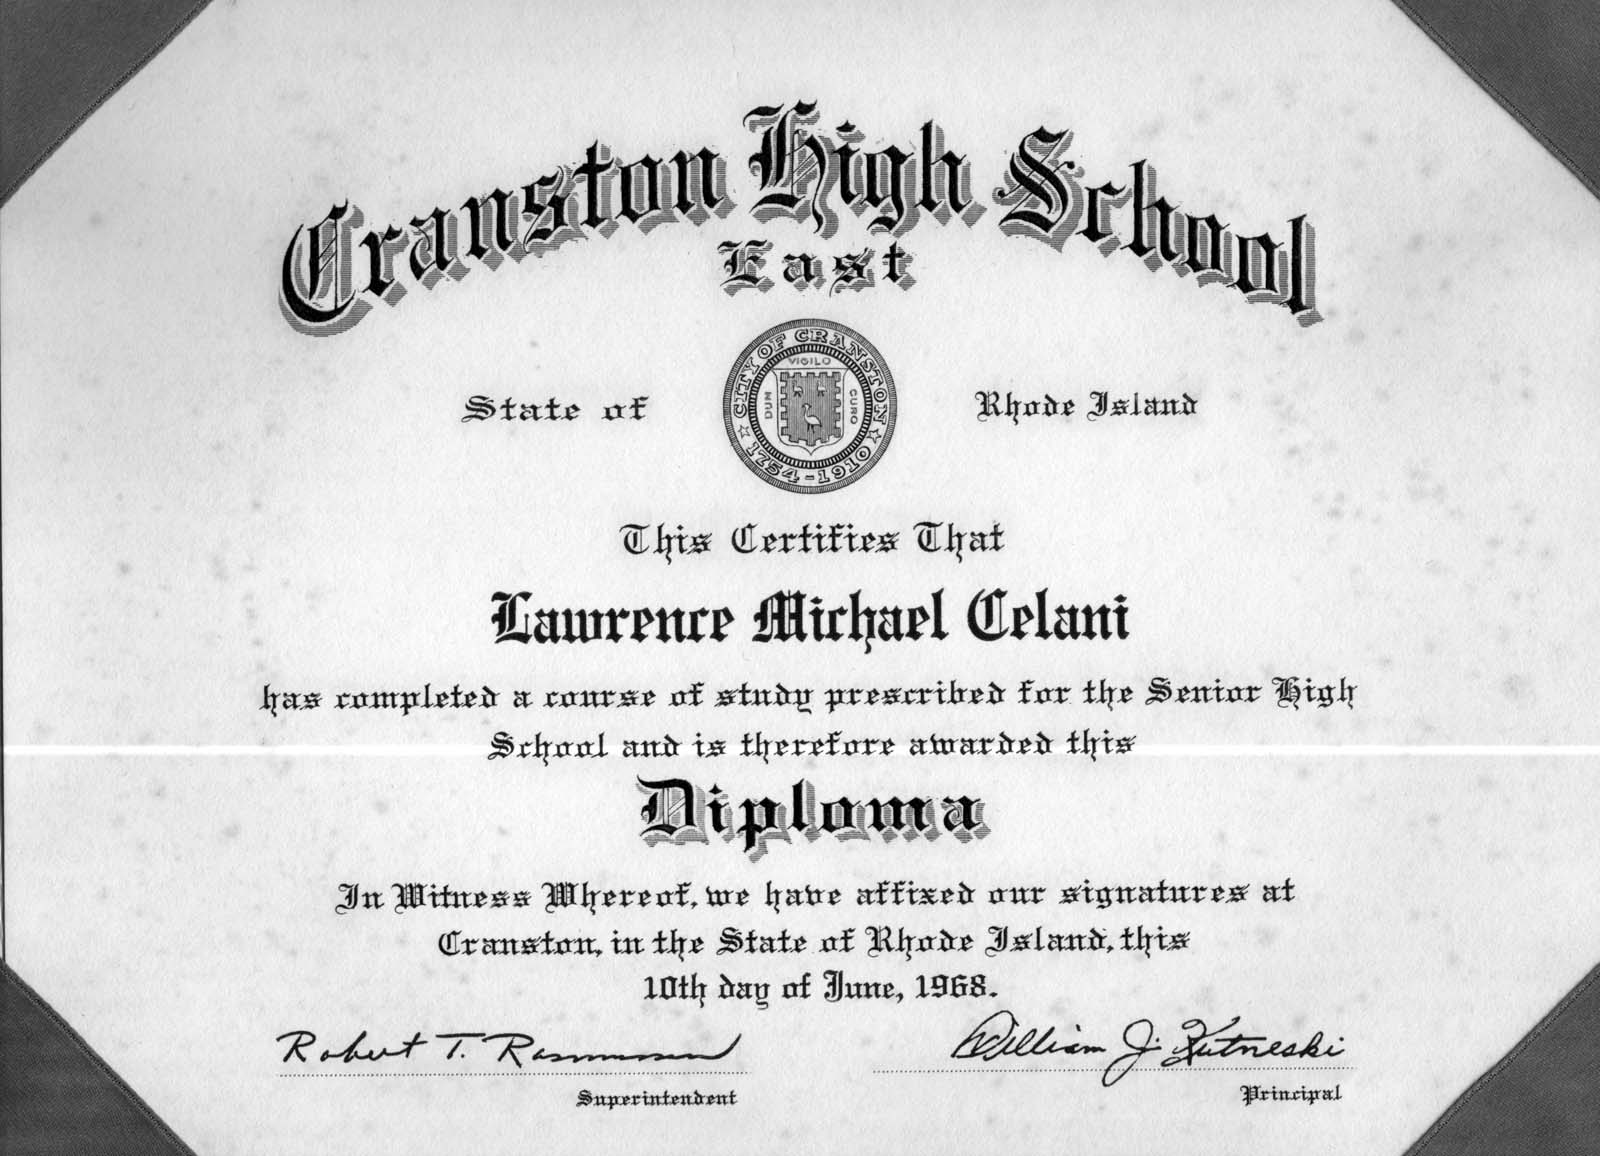 Cranston High School
East
CITY OF CRANSTON
VIGILO
DUM
CURO
1754-1910
State of
Rhode Island
This Certifies That
Lawrence Michael Celani
has completed a course of study prescribed for the Senior High
School and is therefore awarded this
Diploma
In Witness Whereof, we have affixed our signatures at
Cranston, in the State of Rhode Island, this
10th day of June, 1968.
Robert T. Rasmussen
William J. Kutneski
Superintendent
Principal